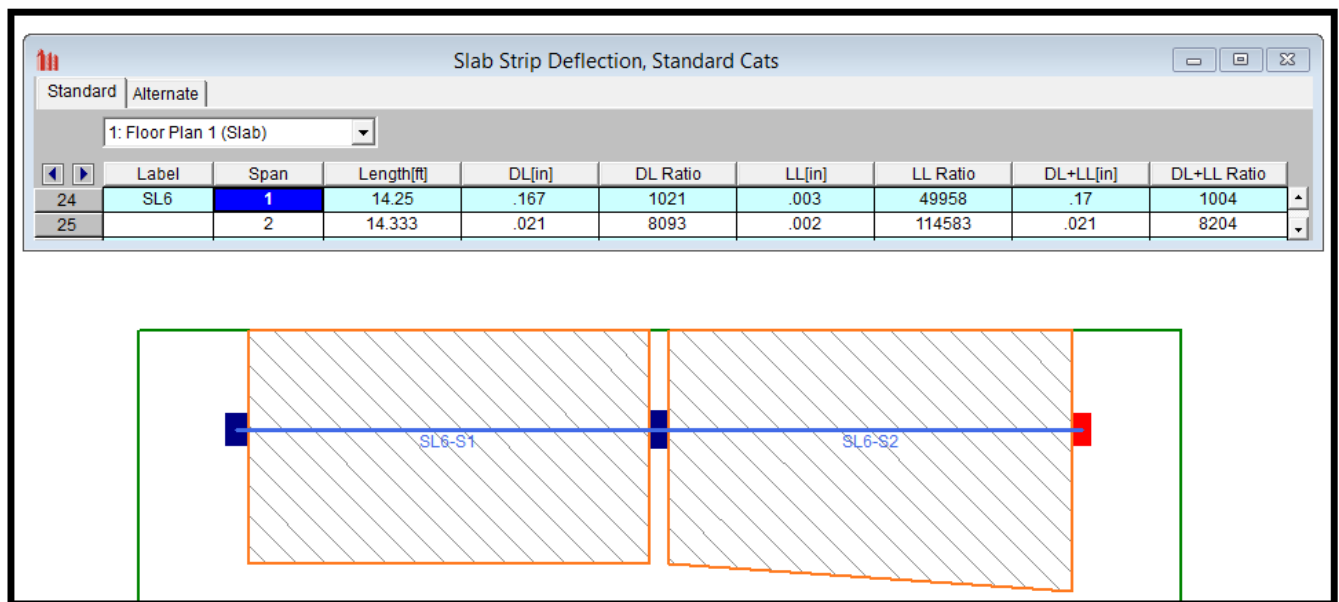 Slab Strip Deflection, Standard Cats
Standard Alternate
1: Floor Plan 1 (Slab)
Label Span Length[ft] DL[in] DL Ratio LL[in] LL Ratio DL+LL[in] DL+LL Ratio
24 SL6 1 14.25 .167 1021 .003 49958 .17 1004
25 2 14.333 .021 8093 .002 114583 .021 8204
SL6-S1 SL6-S2